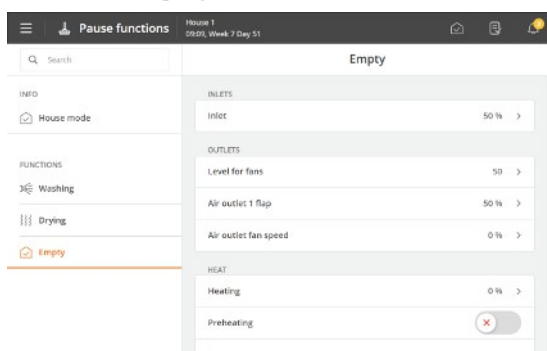 Pause functions
House 1
09:09, Week 7 Day 51
Search
Empty
INFO
House mode
FUNCTIONS
Washing
Drying
Empty
INLETS
Inlet 50 %
OUTLETS
Level for fans 50
Air outlet 1 flap 50 %
Air outlet fan speed 0 %
HEAT
Heating 0 %
Preheating